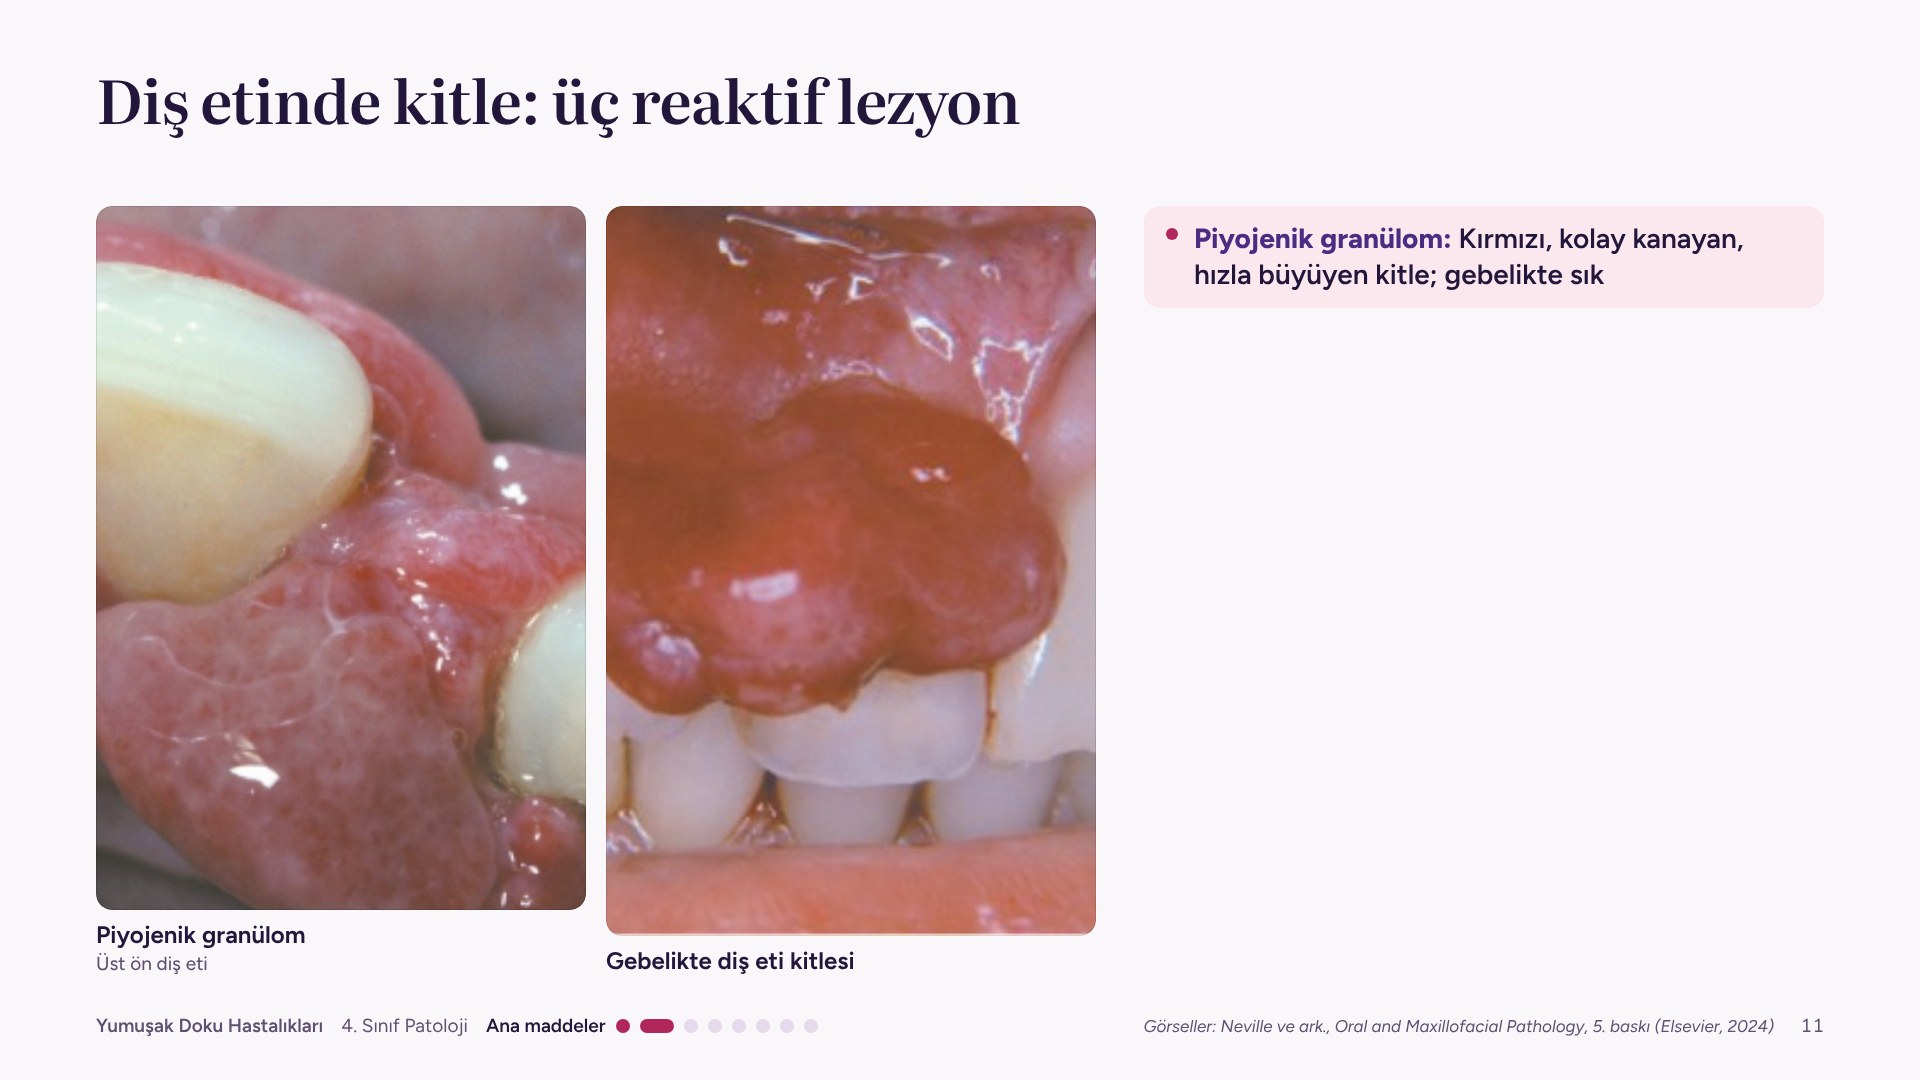 Diş etinde kitle: üç reaktif lezyon
Piyojenik granülom: Kırmızı, kolay kanayan,
hızla büyüyen kitle; gebelikte sık
Piyojenik granülom
Üst ön diş eti
Gebelikte diş eti kitlesi
Yumuşak Doku Hastalıkları 4. Sınıf Patoloji Ana maddeler
Görseller: Neville ve ark., Oral and Maxillofacial Pathology, 5. baskı (Elsevier, 2024) 11